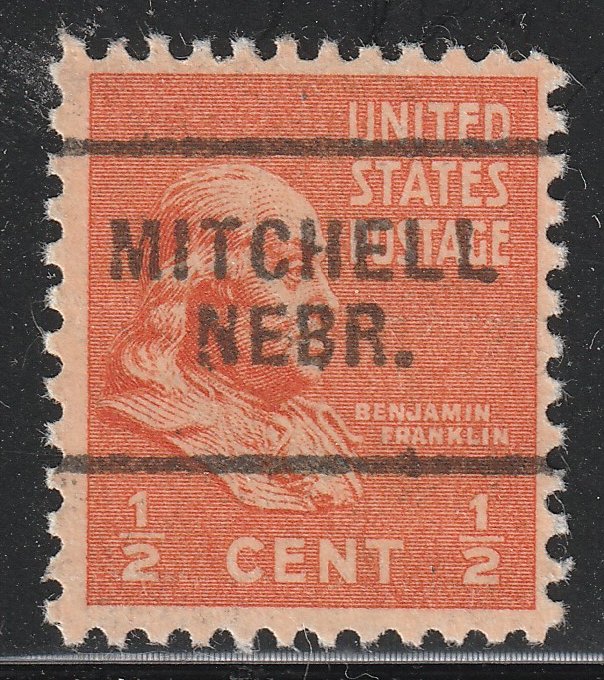 UNITED
STATES
POSTAGE
MITCHELL
NEBR.
BENJAMIN
FRANKLIN
1/2 CENT 1/2